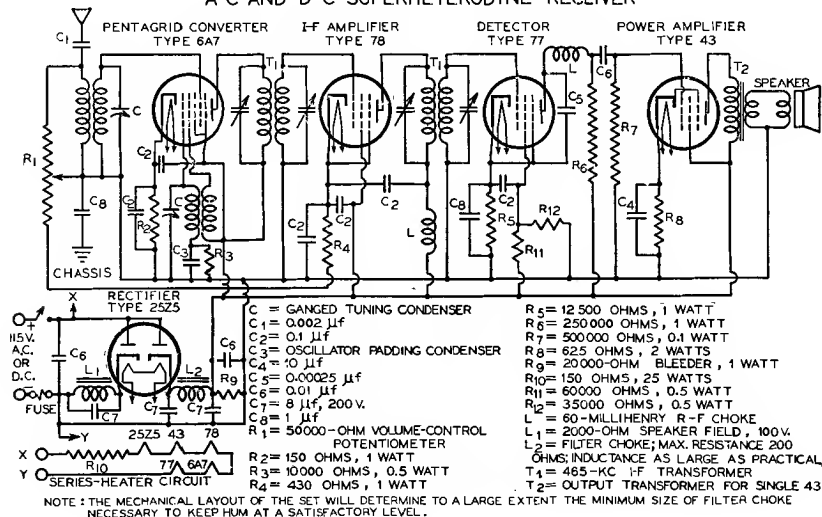 A-C AND D-C SUPERHETERODYNE RECEIVER
PENTAGRID CONVERTER
TYPE 6A7
I-F AMPLIFIER
TYPE 78
DETECTOR
TYPE 77
POWER AMPLIFIER
TYPE 43
C1
T1
T1
L
C6
T2
SPEAKER
C
C5
R1
C2
R6
R7
C8
C2
R2
C
C2
C2
C2
R4
L
C8
C2
R5
R12
R11
C4
R8
C3
R3
CHASSIS
RECTIFIER
TYPE 25Z5
X
+
115V.
A.C.
OR
D.C.
C6
L1
L2
C6
R9
FUSE
C7
C7
C7
Y
25Z5 43 78
X
Y
R10
77 6A7
SERIES-HEATER CIRCUIT
C = GANGED TUNING CONDENSER
C1 = 0.002 µf
C2 = 0.1 µf
C3 = OSCILLATOR PADDING CONDENSER
C4 = 10 µf
C5 = 0.00025 µf
C6 = 0.01 µf
C7 = 8 µf, 200 V.
C8 = 1 µf
R1 = 50000-OHM VOLUME-CONTROL
POTENTIOMETER
R2 = 150 OHMS, 1 WATT
R3 = 10000 OHMS, 0.5 WATT
R4 = 430 OHMS, 1 WATT
R5 = 12500 OHMS, 1 WATT
R6 = 250000 OHMS, 1 WATT
R7 = 500000 OHMS, 0.1 WATT
R8 = 625 OHMS, 2 WATTS
R9 = 20000-OHM BLEEDER, 1 WATT
R10 = 150 OHMS, 25 WATTS
R11 = 60000 OHMS, 0.5 WATT
R12 = 35000 OHMS, 0.5 WATT
L = 60-MILLIHENRY R-F CHOKE
L1 = 2000-OHM SPEAKER FIELD, 100V.
L2 = FILTER CHOKE; MAX. RESISTANCE 200
OHMS; INDUCTANCE AS LARGE AS PRACTICAL
T1 = 465-KC I-F TRANSFORMER
T2 = OUTPUT TRANSFORMER FOR SINGLE 43
NOTE : THE MECHANICAL LAYOUT OF THE SET WILL DETERMINE TO A LARGE EXTENT THE MINIMUM SIZE OF FILTER CHOKE
NECESSARY TO KEEP HUM AT A SATISFACTORY LEVEL.